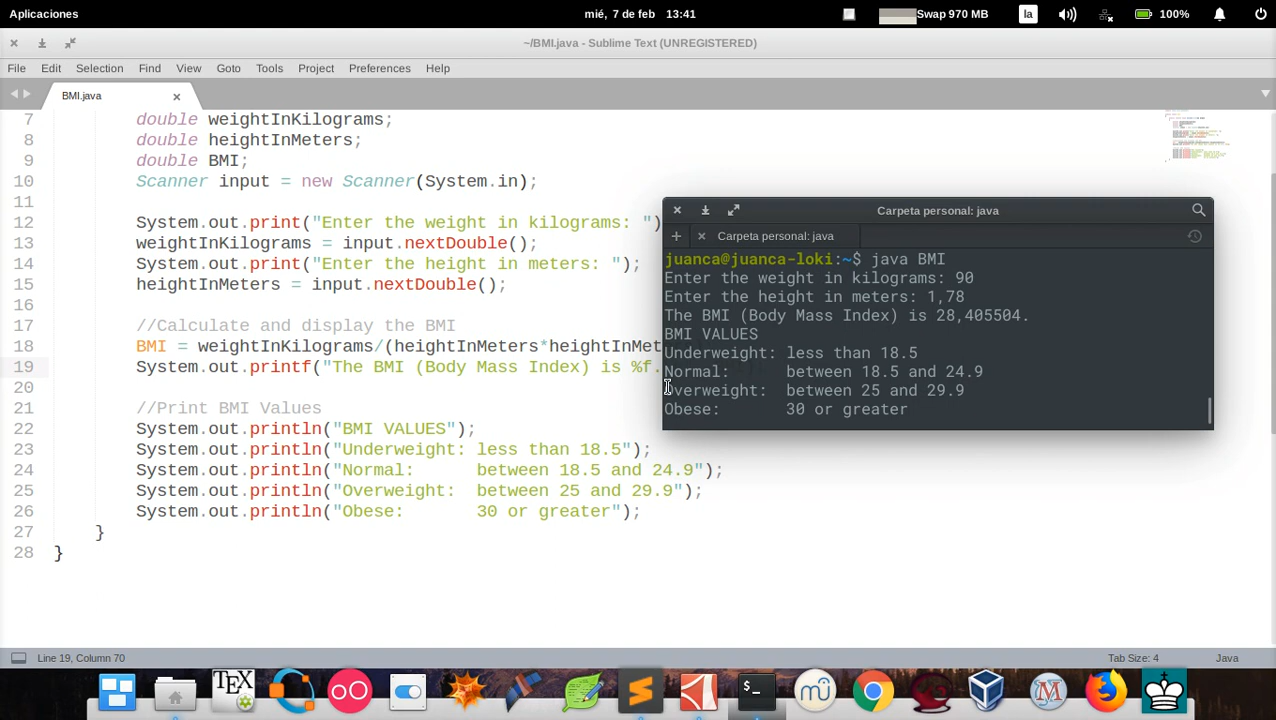 Aplicaciones
mié, 7 de feb 13:41
Swap 970 MB
la
100%
~/BMI.java - Sublime Text (UNREGISTERED)
File Edit Selection Find View Goto Tools Project Preferences Help
BMI.java
7 double weightInKilograms;
8 double heightInMeters;
9 double BMI;
10 Scanner input = new Scanner(System.in);
11
12 System.out.print("Enter the weight in kilograms: ")
13 weightInKilograms = input.nextDouble();
14 System.out.print("Enter the height in meters: ");
15 heightInMeters = input.nextDouble();
16
17 //Calculate and display the BMI
18 BMI = weightInKilograms/(heightInMeters*heightInMet
19 System.out.printf("The BMI (Body Mass Index) is %f.
20
21 //Print BMI Values
22 System.out.println("BMI VALUES");
23 System.out.println("Underweight: less than 18.5");
24 System.out.println("Normal:      between 18.5 and 24.9");
25 System.out.println("Overweight:  between 25 and 29.9");
26 System.out.println("Obese:       30 or greater");
27 }
28 }
Carpeta personal: java
Carpeta personal: java
juanca@juanca-loki:~$ java BMI
Enter the weight in kilograms: 90
Enter the height in meters: 1,78
The BMI (Body Mass Index) is 28,405504.
BMI VALUES
Underweight: less than 18.5
Normal:      between 18.5 and 24.9
Overweight:  between 25 and 29.9
Obese:       30 or greater
Line 19, Column 70
Tab Size: 4
Java
TEX
mu
M